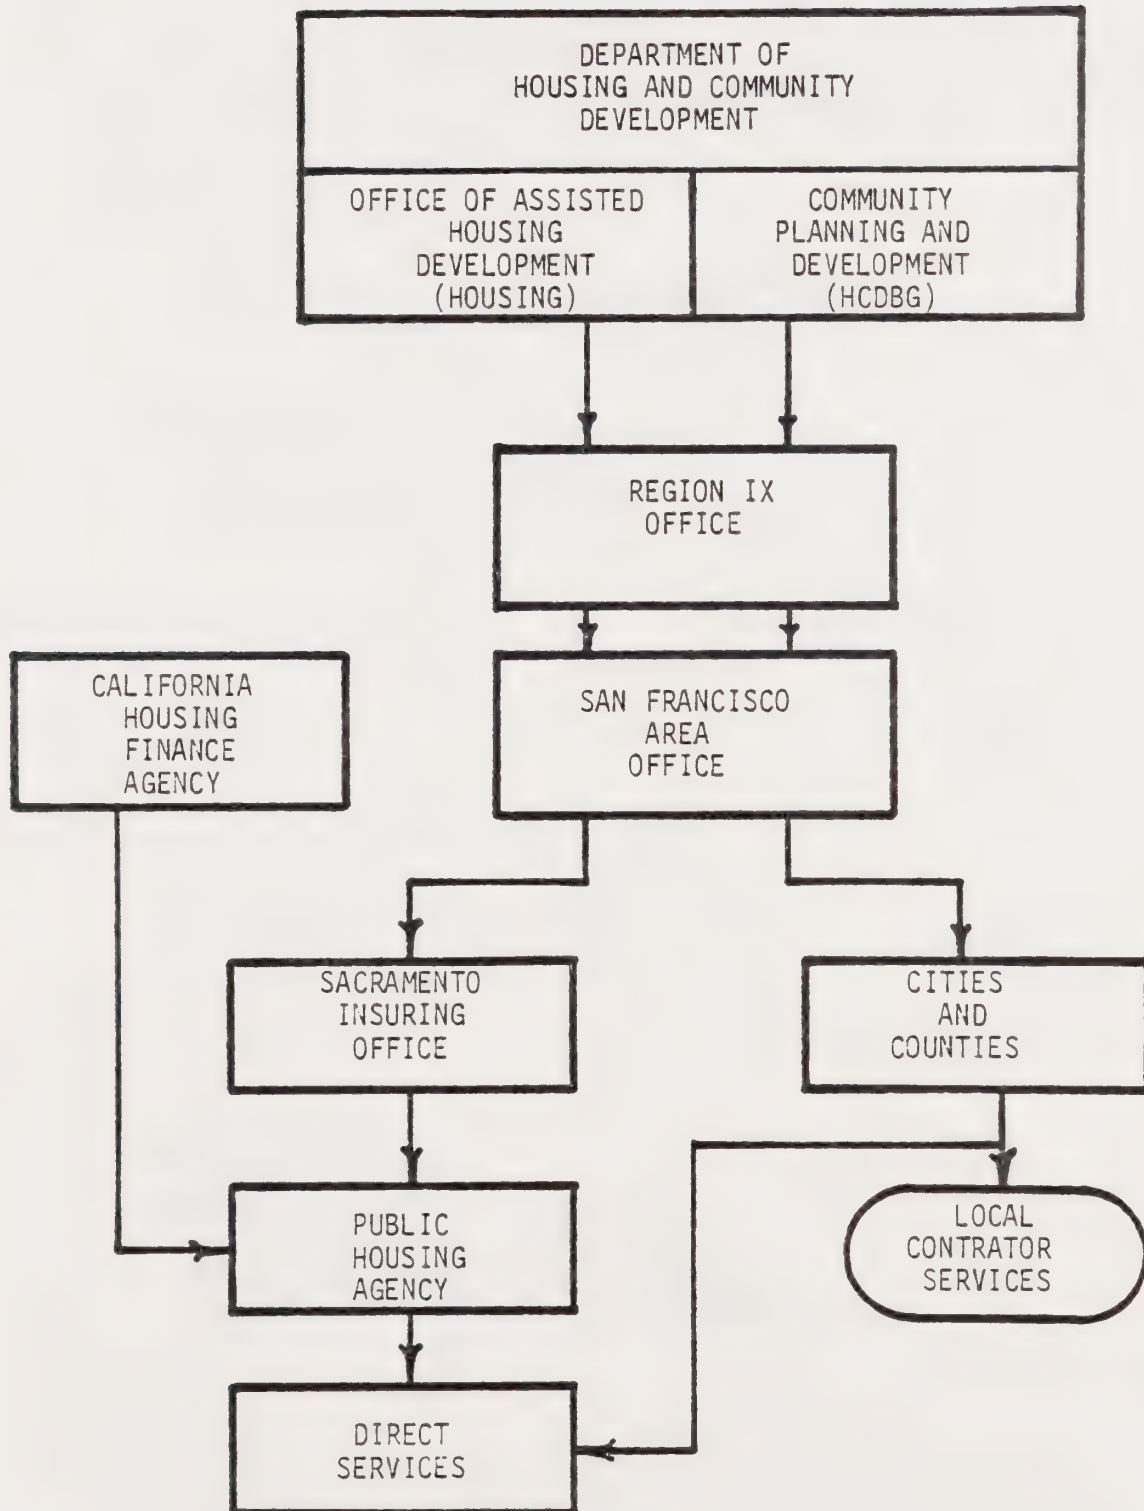 DEPARTMENT OF
HOUSING AND COMMUNITY
DEVELOPMENT
OFFICE OF ASSISTED
HOUSING
DEVELOPMENT
(HOUSING)
COMMUNITY
PLANNING AND
DEVELOPMENT
(HCDBG)
REGION IX
OFFICE
CALIFORNIA
HOUSING
FINANCE
AGENCY
SAN FRANCISCO
AREA
OFFICE
SACRAMENTO
INSURING
OFFICE
CITIES
AND
COUNTIES
PUBLIC
HOUSING
AGENCY
LOCAL
CONTRATOR
SERVICES
DIRECT
SERVICES